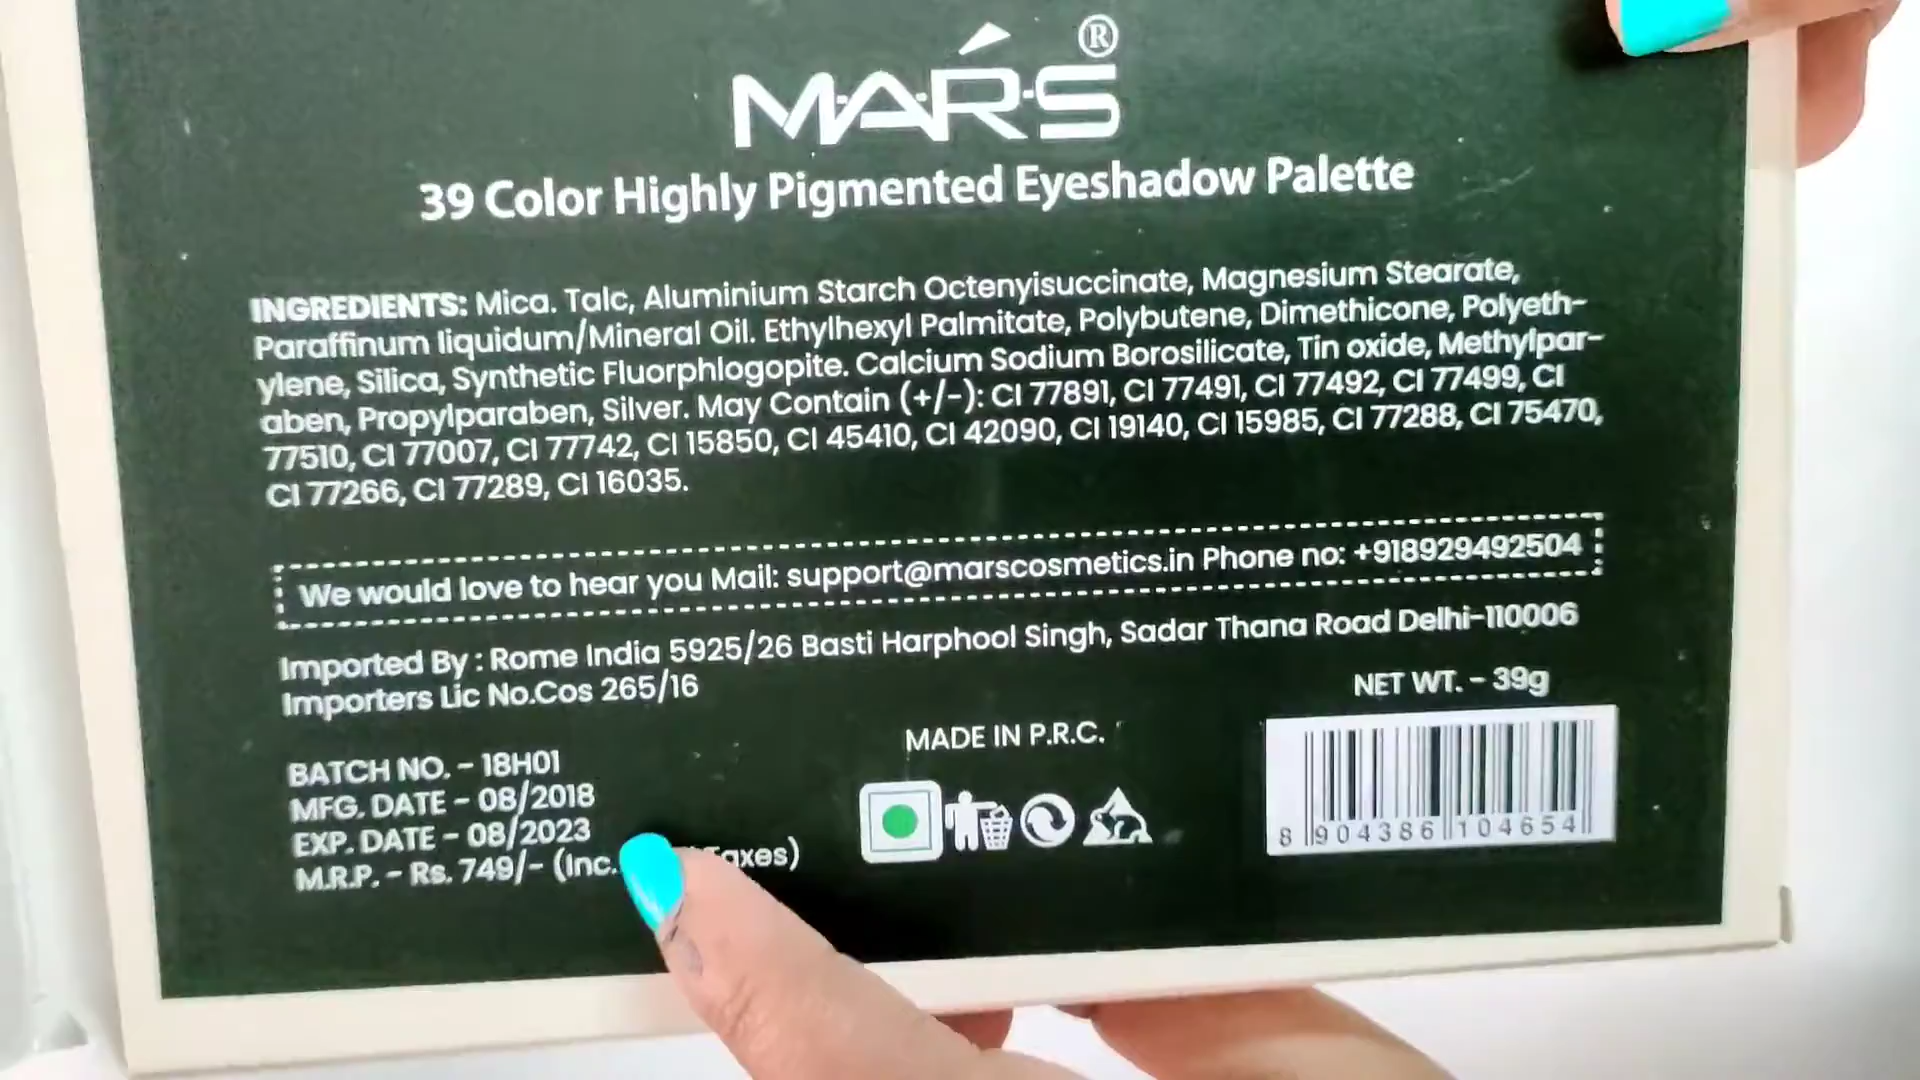 MARS®
39 Color Highly Pigmented Eyeshadow Palette
INGREDIENTS: Mica. Talc, Aluminium Starch Octenyisuccinate, Magnesium Stearate,
Paraffinum liquidum/Mineral Oil. Ethylhexyl Palmitate, Polybutene, Dimethicone, Polyeth-
ylene, Silica, Synthetic Fluorphlogopite. Calcium Sodium Borosilicate, Tin oxide, Methylpar-
aben, Propylparaben, Silver. May Contain (+/-): CI 77891, CI 77491, CI 77492, CI 77499, CI
77510, CI 77007, CI 77742, CI 15850, CI 45410, CI 42090, CI 19140, CI 15985, CI 77288, CI 75470,
CI 77266, CI 77289, CI 16035.
We would love to hear you Mail: support@marscosmetics.in Phone no: +918929492504
Imported By : Rome India 5925/26 Basti Harphool Singh, Sadar Thana Road Delhi-110006
Importers Lic No.Cos 265/16
NET WT. - 39g
MADE IN P.R.C.
BATCH NO. - 18H01
MFG. DATE - 08/2018
EXP. DATE - 08/2023
M.R.P. - Rs. 749/- (Inc. Taxes)
8 904386 104654